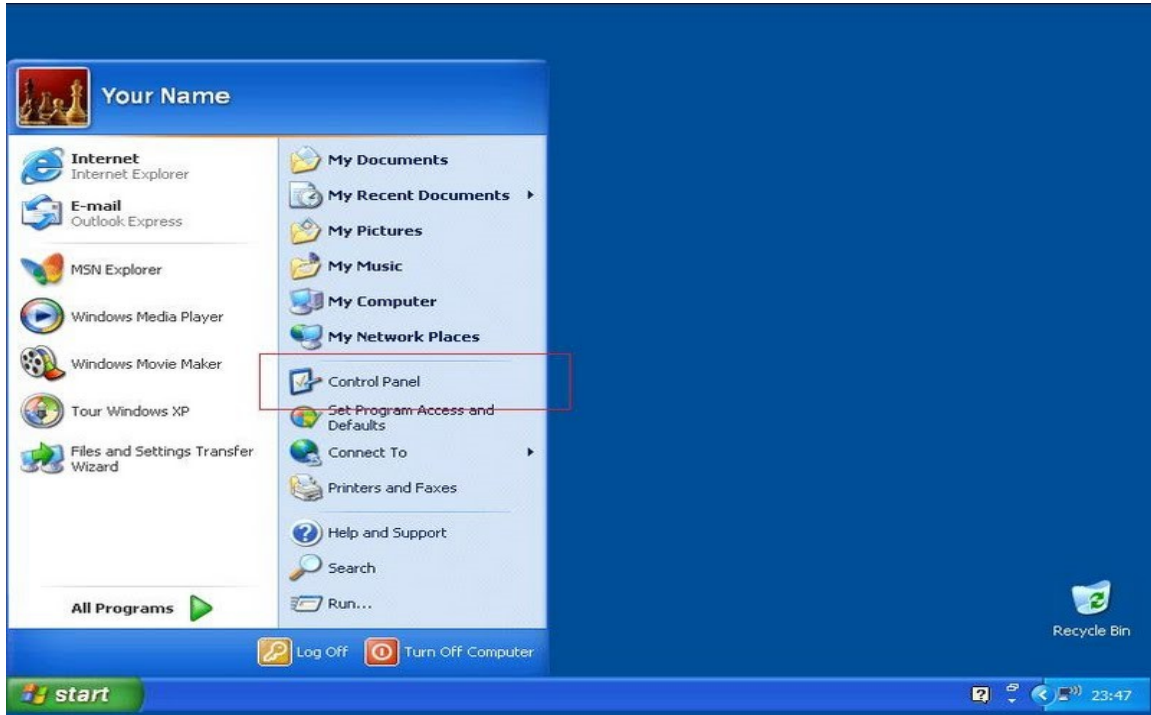 Your Name
Internet
Internet Explorer
E-mail
Outlook Express
MSN Explorer
Windows Media Player
Windows Movie Maker
Tour Windows XP
Files and Settings Transfer
Wizard
All Programs
My Documents
My Recent Documents
My Pictures
My Music
My Computer
My Network Places
Control Panel
Set Program Access and
Defaults
Connect To
Printers and Faxes
Help and Support
Search
Run...
Log Off
Turn Off Computer
Recycle Bin
start
23:47